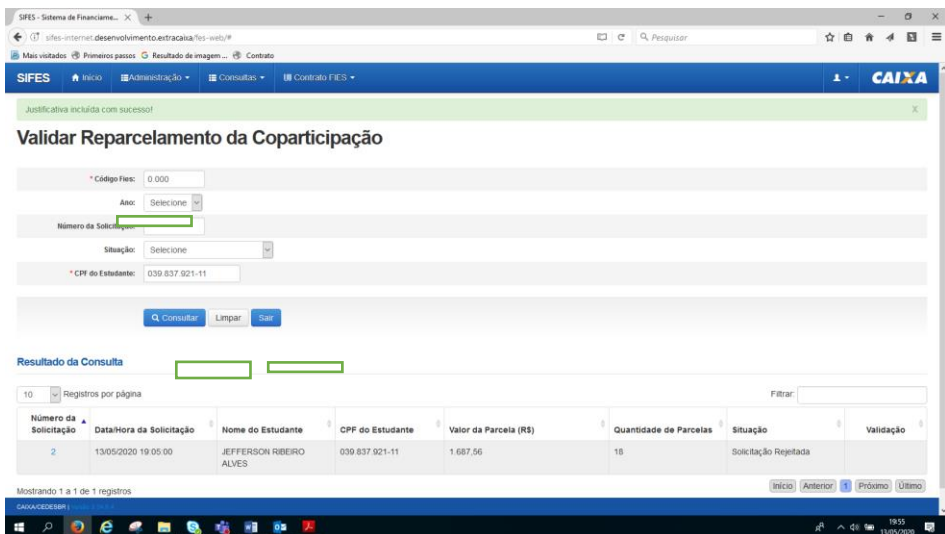 SIFES - Sistema de Financiame...
sifes-internet.desenvolvimento.extracaixa/fes-web/#
Pesquisar
Mais visitados Primeiros passos Resultado de imagem ... Contrato
SIFES Início Administração Consultas Contrato FIES CAIXA
Justificativa incluída com sucesso! X
Validar Reparcelamento da Coparticipação
* Código Fies: 0.000
Ano: Selecione
Número da
Situação: Selecione
* CPF do Estudante: 039.837.921-11
Consultar Limpar Sair
Resultado da Consulta
10 Registros por página Filtrar:
Número da Solicitação Data/Hora da Solicitação Nome do Estudante CPF do Estudante Valor da Parcela (R$) Quantidade de Parcelas Situação Validação
2 13/05/2020 19:05:00 JEFFERSON RIBEIRO ALVES 039.837.921-11 1.687,56 18 Solicitação Rejeitada
Mostrando 1 a 1 de 1 registros Início Anterior 1 Próximo Último
CAIXA/CEDESBR |
19:55
13/05/2020